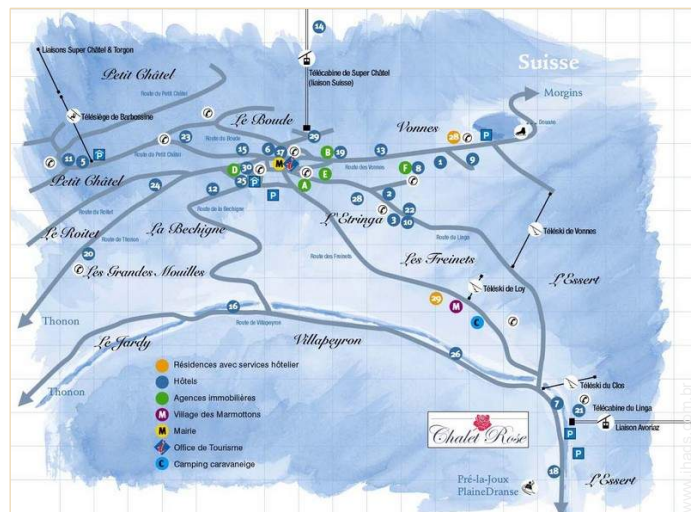 14
Liaisons Super Châtel & Torgon
Télécabine de Super Châtel
(liaison Suisse)
Suisse
Morgins
Petit Châtel
Route du Petit Châtel
Télésiège de Barbossine
Le Boude
Vonnes
28
P
Douane
23
Route du Boude
29
15
6
17
B
19
13
11
5
P
Route du Petit Châtel
M
Route des Vonnes
F
8
1
9
Petit Châtel
D
30
E
24
12
25
P
P
A
28
2
Route du Roitet
Route de la Bechigne
22
L'Etringa
3
10
Le Roitet
La Bechigne
Route de Thonon
Route du Linga
Téléski de Vonnes
20
Les Grandes Mouilles
Route des Freinets
Les Freinets
L'Essert
Téléski de Loy
29
M
16
C
Thonon
Route de Villapeyron
Le Jardy
Villapeyron
26
Thonon
Résidences avec services hôtelier
Hôtels
Agences immobilières
M
Village des Marmottons
M
Mairie
Office de Tourisme
C
Camping caravaneige
Téléski du Clos
7
21
Télécabine du Linga
Liaison Avoriaz
P
P
Chalet Rose
18
Pré-la-Joux
PlaineDranse
L'Essert